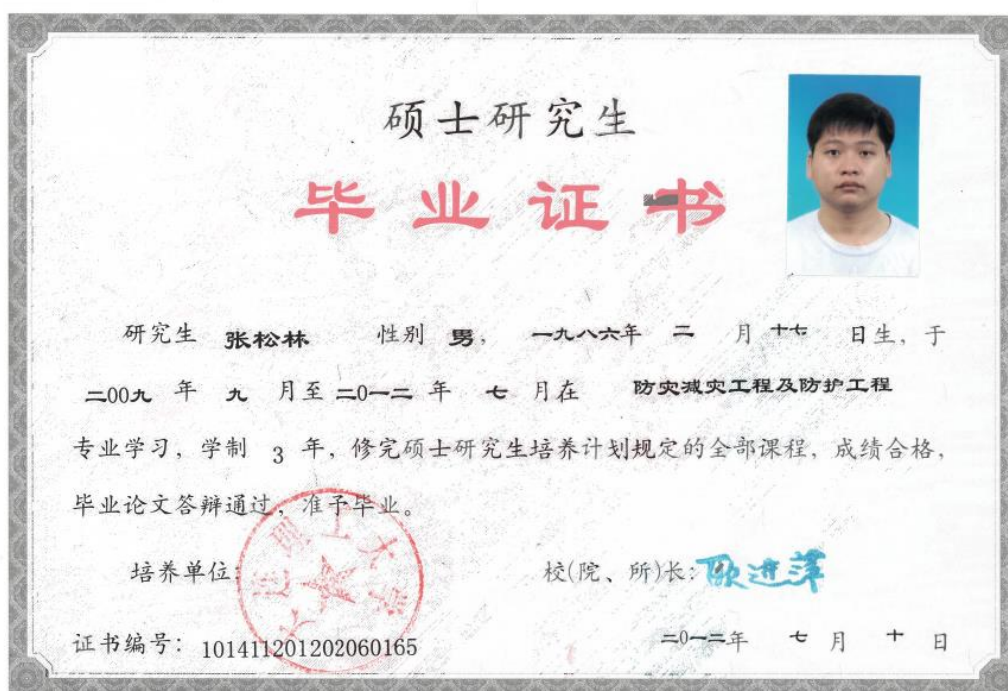 硕士研究生
毕业证书
研究生 张松林 性别 男， 一九八六年 二 月 十七 日生，于
二00九 年 九 月至 二0一二 年 七 月在 防灾减灾工程及防护工程
专业学习，学制 3 年，修完硕士研究生培养计划规定的全部课程，成绩合格，
毕业论文答辩通过，准予毕业。
大连理工大学
培养单位： 校(院、所)长：欧进萍
证书编号：101411201202060165 二0一二年 七 月 十 日